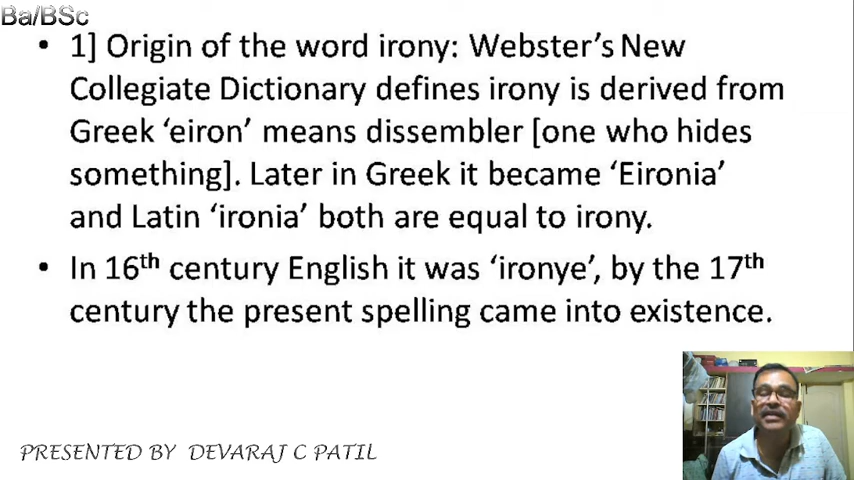 Ba/BSc
• 1] Origin of the word irony: Webster’s New
Collegiate Dictionary defines irony is derived from
Greek ‘eiron’ means dissembler [one who hides
something]. Later in Greek it became ‘Eironia’
and Latin ‘ironia’ both are equal to irony.
• In 16th century English it was ‘ironye’, by the 17th
century the present spelling came into existence.
PRESENTED BY DEVARAJ C PATIL